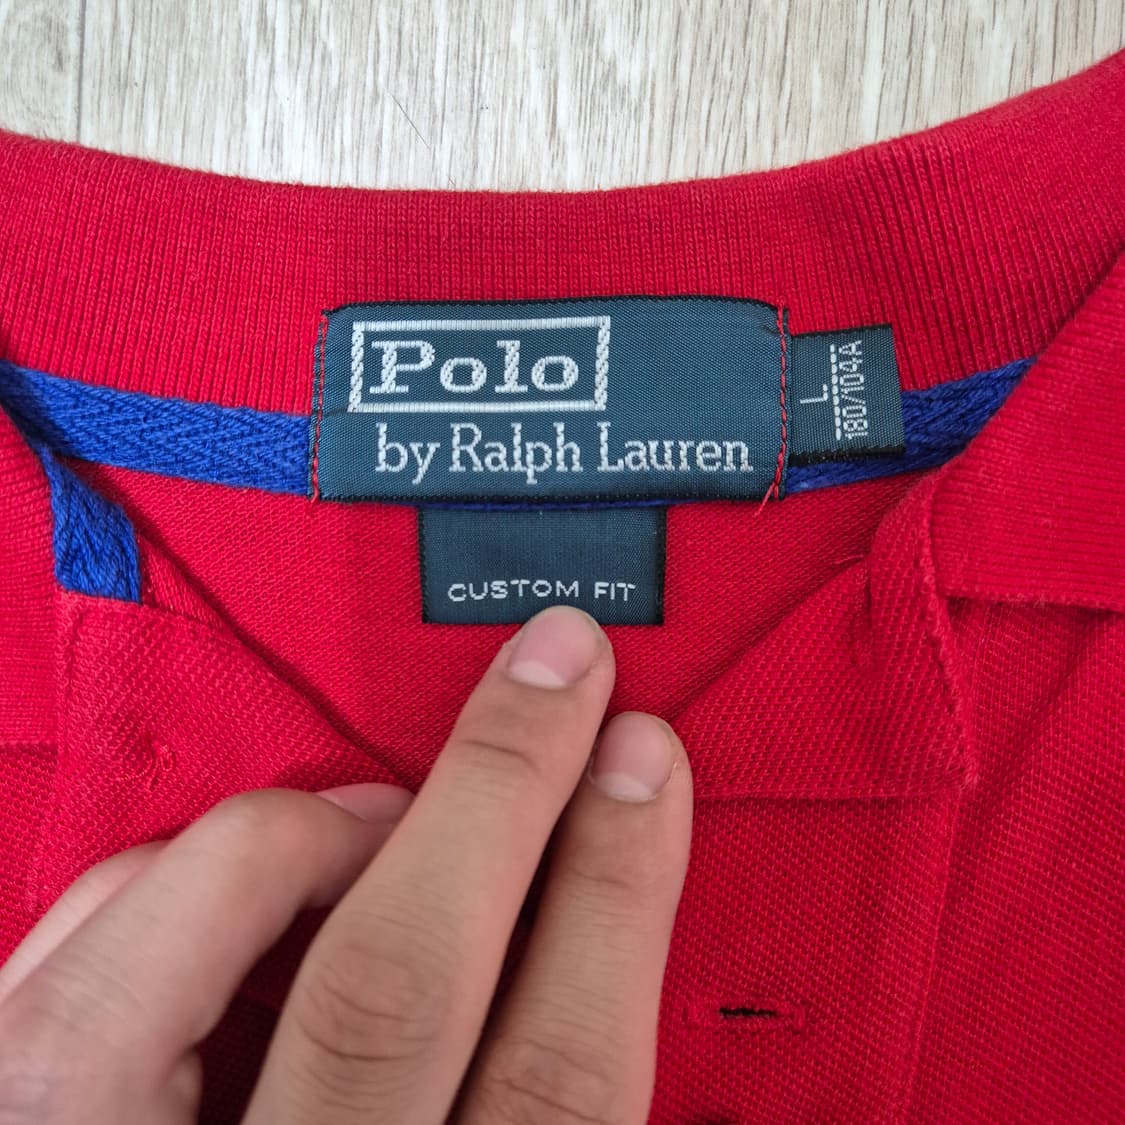 Polo
by Ralph Lauren
L
180/104A
CUSTOM FIT